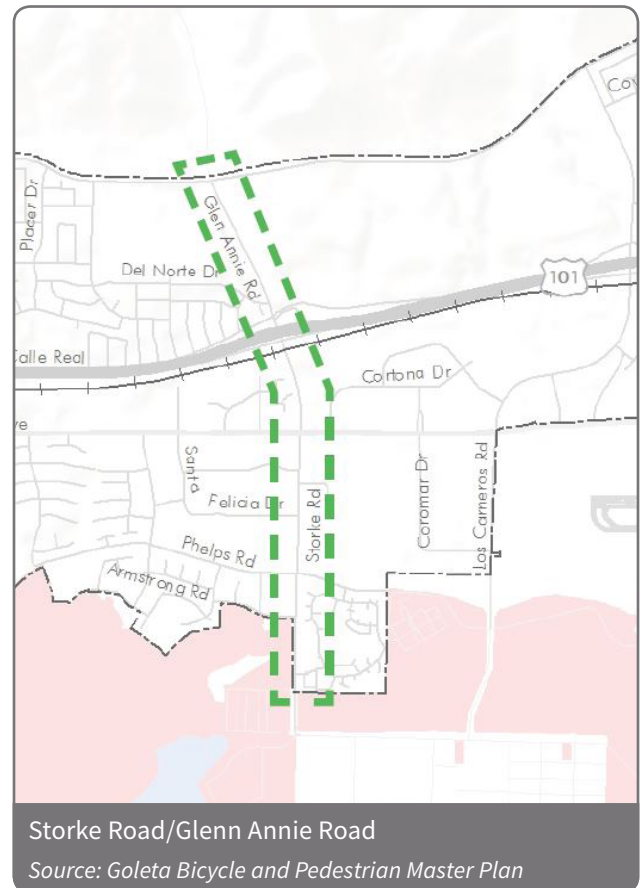 Cov
Placer Dr
Glen Annie Rd
Del Norte Dr
101
Calle Real
Cortona Dr
ve
Santa
Felicia Dr
Storke Rd
Coromar Dr
Los Carneros Rd
Phelps Rd
Armstrong Rd
Storke Road/Glenn Annie Road
Source: Goleta Bicycle and Pedestrian Master Plan